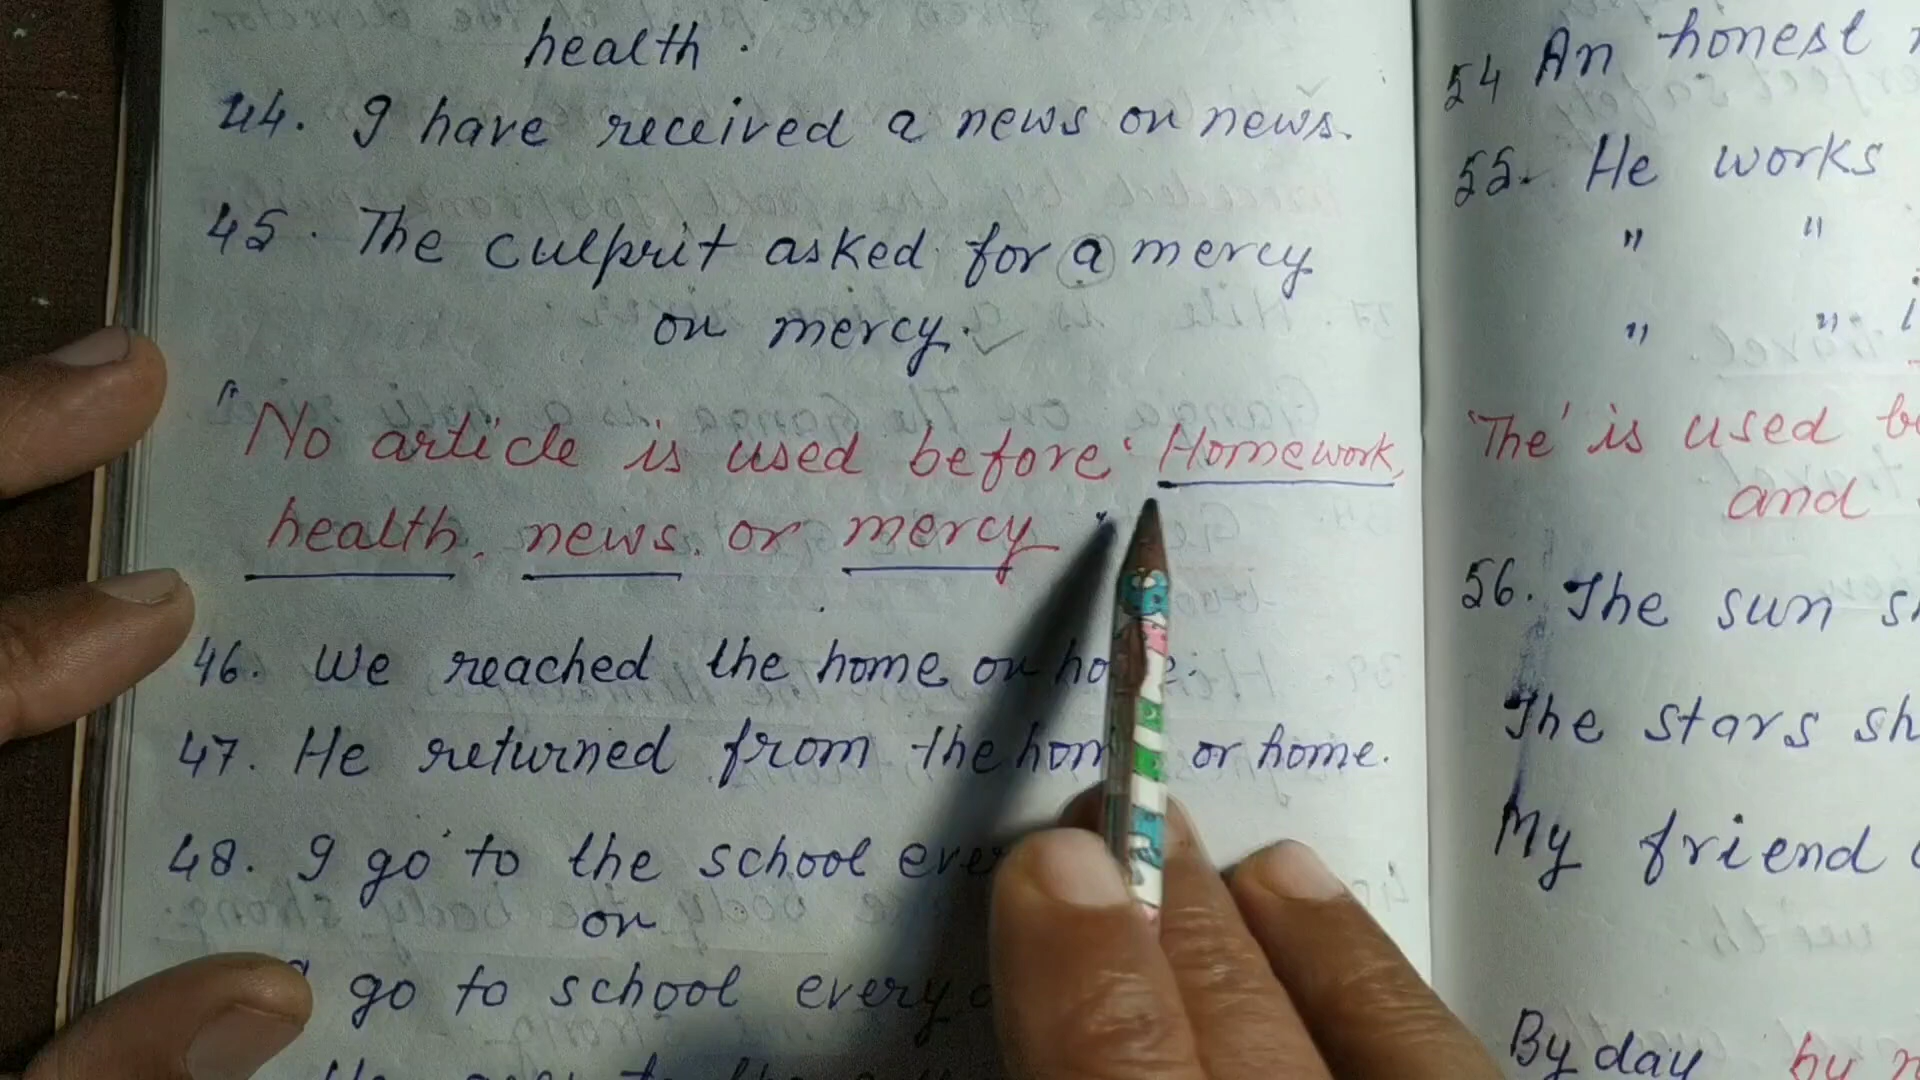 health.
44. I have received a news or news.
45. The culprit asked for a mercy
or mercy.
"No article is used before 'Homework,
health, news, or mercy
46. We reached the home or
47. He returned from the or home.
48. I go to the school
or
go to school
54 An honest
55. He works
" "
" "
'The' is used
and
56. The sun
The stars
My friend
By day by